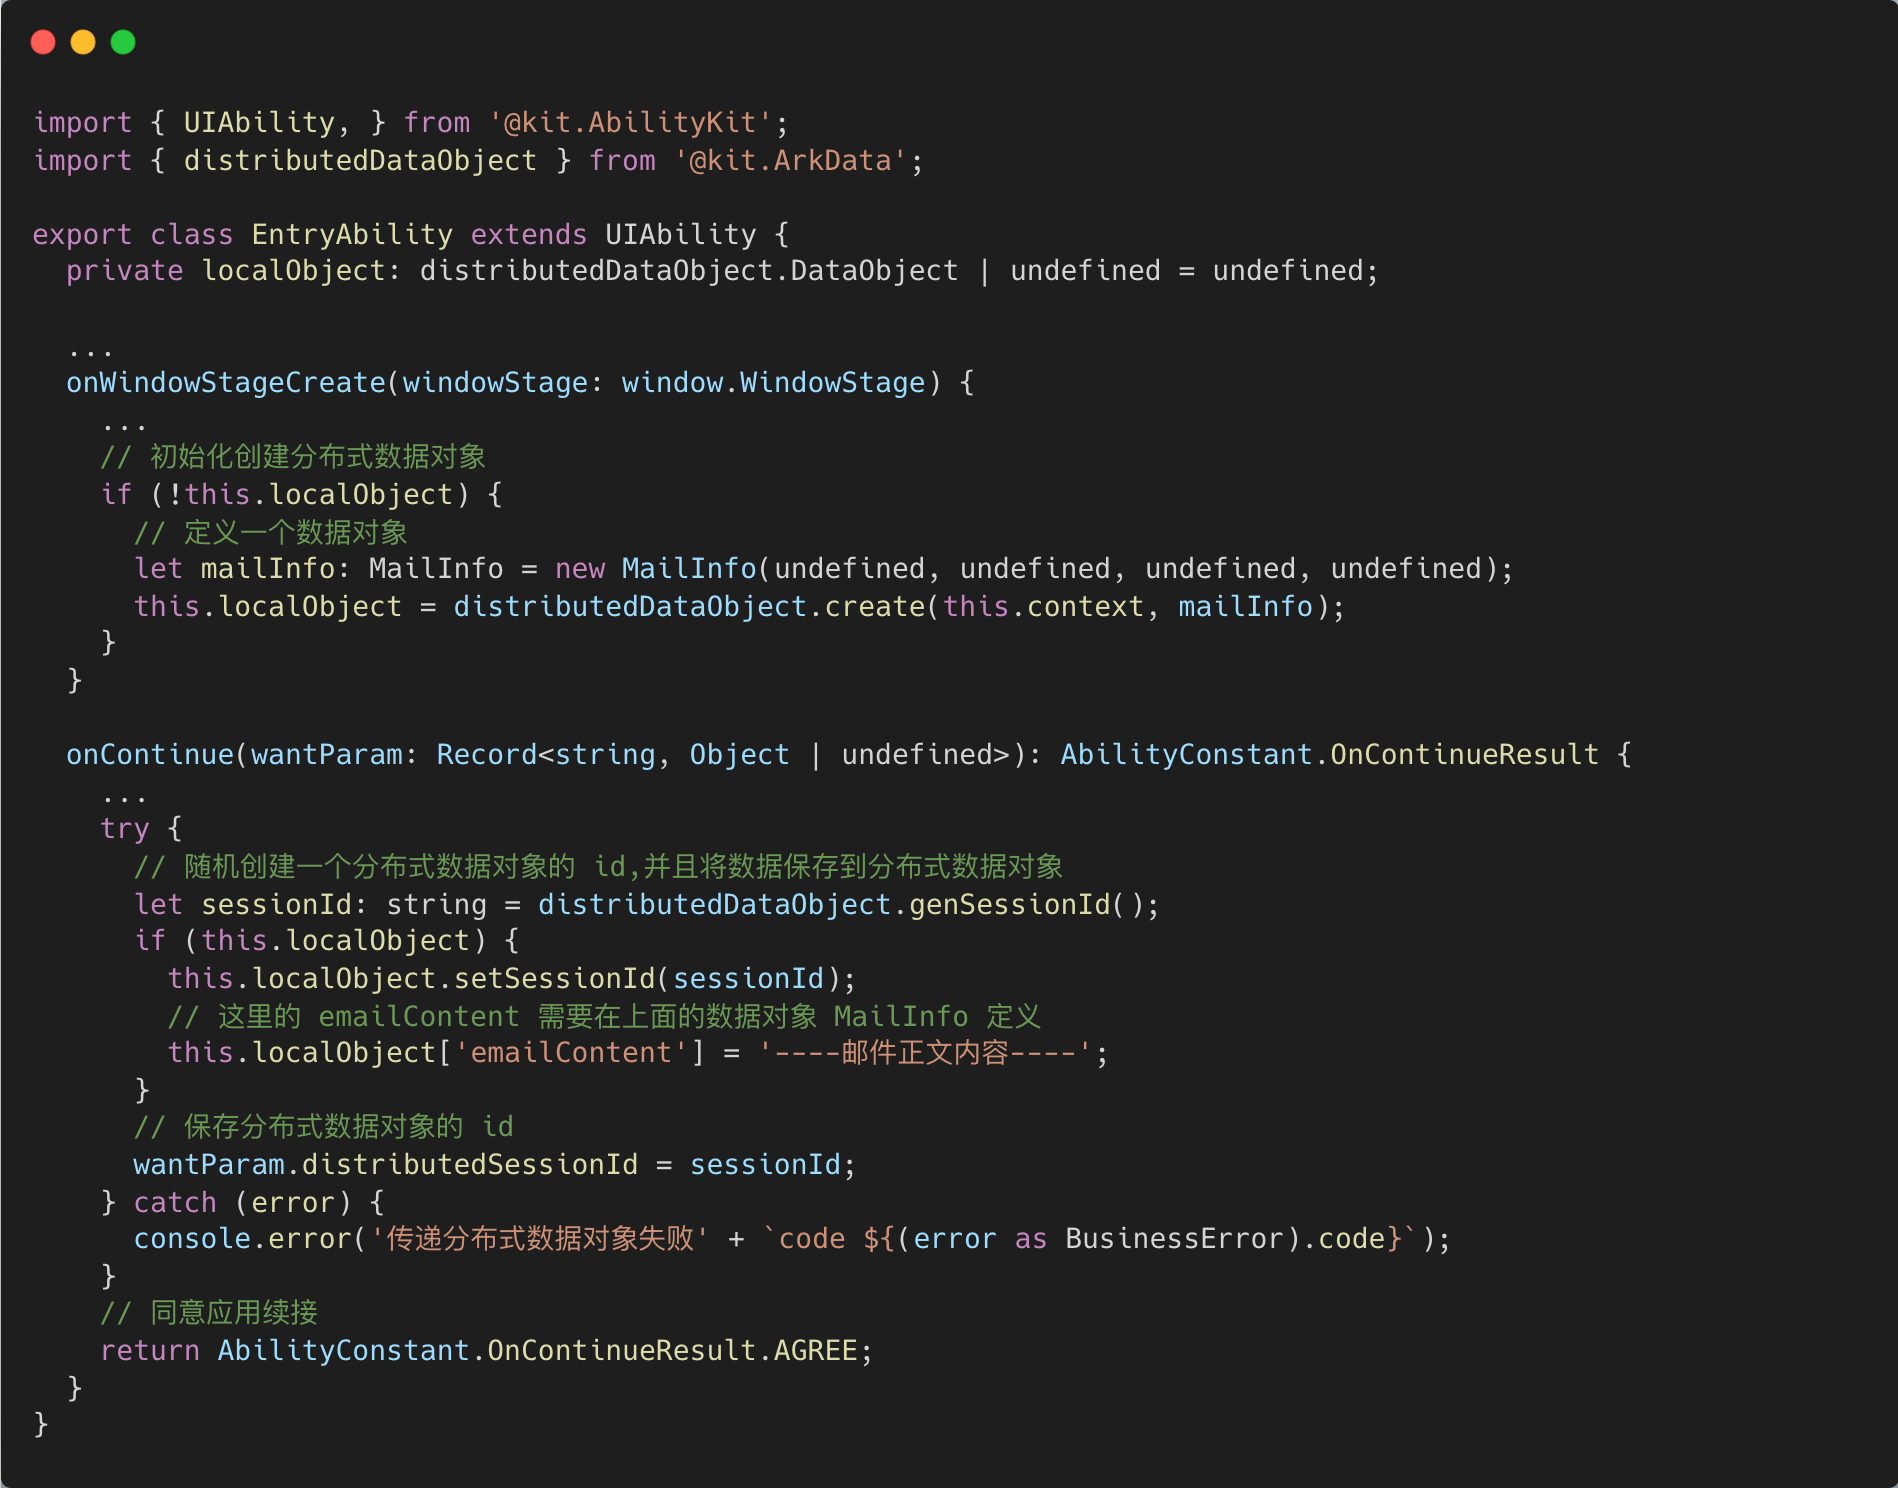 import { UIAbility, } from '@kit.AbilityKit';
import { distributedDataObject } from '@kit.ArkData';

export class EntryAbility extends UIAbility {
  private localObject: distributedDataObject.DataObject | undefined = undefined;

  ...
  onWindowStageCreate(windowStage: window.WindowStage) {
    ...
    // 初始化创建分布式数据对象
    if (!this.localObject) {
      // 定义一个数据对象
      let mailInfo: MailInfo = new MailInfo(undefined, undefined, undefined, undefined);
      this.localObject = distributedDataObject.create(this.context, mailInfo);
    }
  }

  onContinue(wantParam: Record<string, Object | undefined>): AbilityConstant.OnContinueResult {
    ...
    try {
      // 随机创建一个分布式数据对象的 id,并且将数据保存到分布式数据对象
      let sessionId: string = distributedDataObject.genSessionId();
      if (this.localObject) {
        this.localObject.setSessionId(sessionId);
        // 这里的 emailContent 需要在上面的数据对象 MailInfo 定义
        this.localObject['emailContent'] = '----邮件正文内容----';
      }
      // 保存分布式数据对象的 id
      wantParam.distributedSessionId = sessionId;
    } catch (error) {
      console.error('传递分布式数据对象失败' + `code ${(error as BusinessError).code}`);
    }
    // 同意应用续接
    return AbilityConstant.OnContinueResult.AGREE;
  }
}